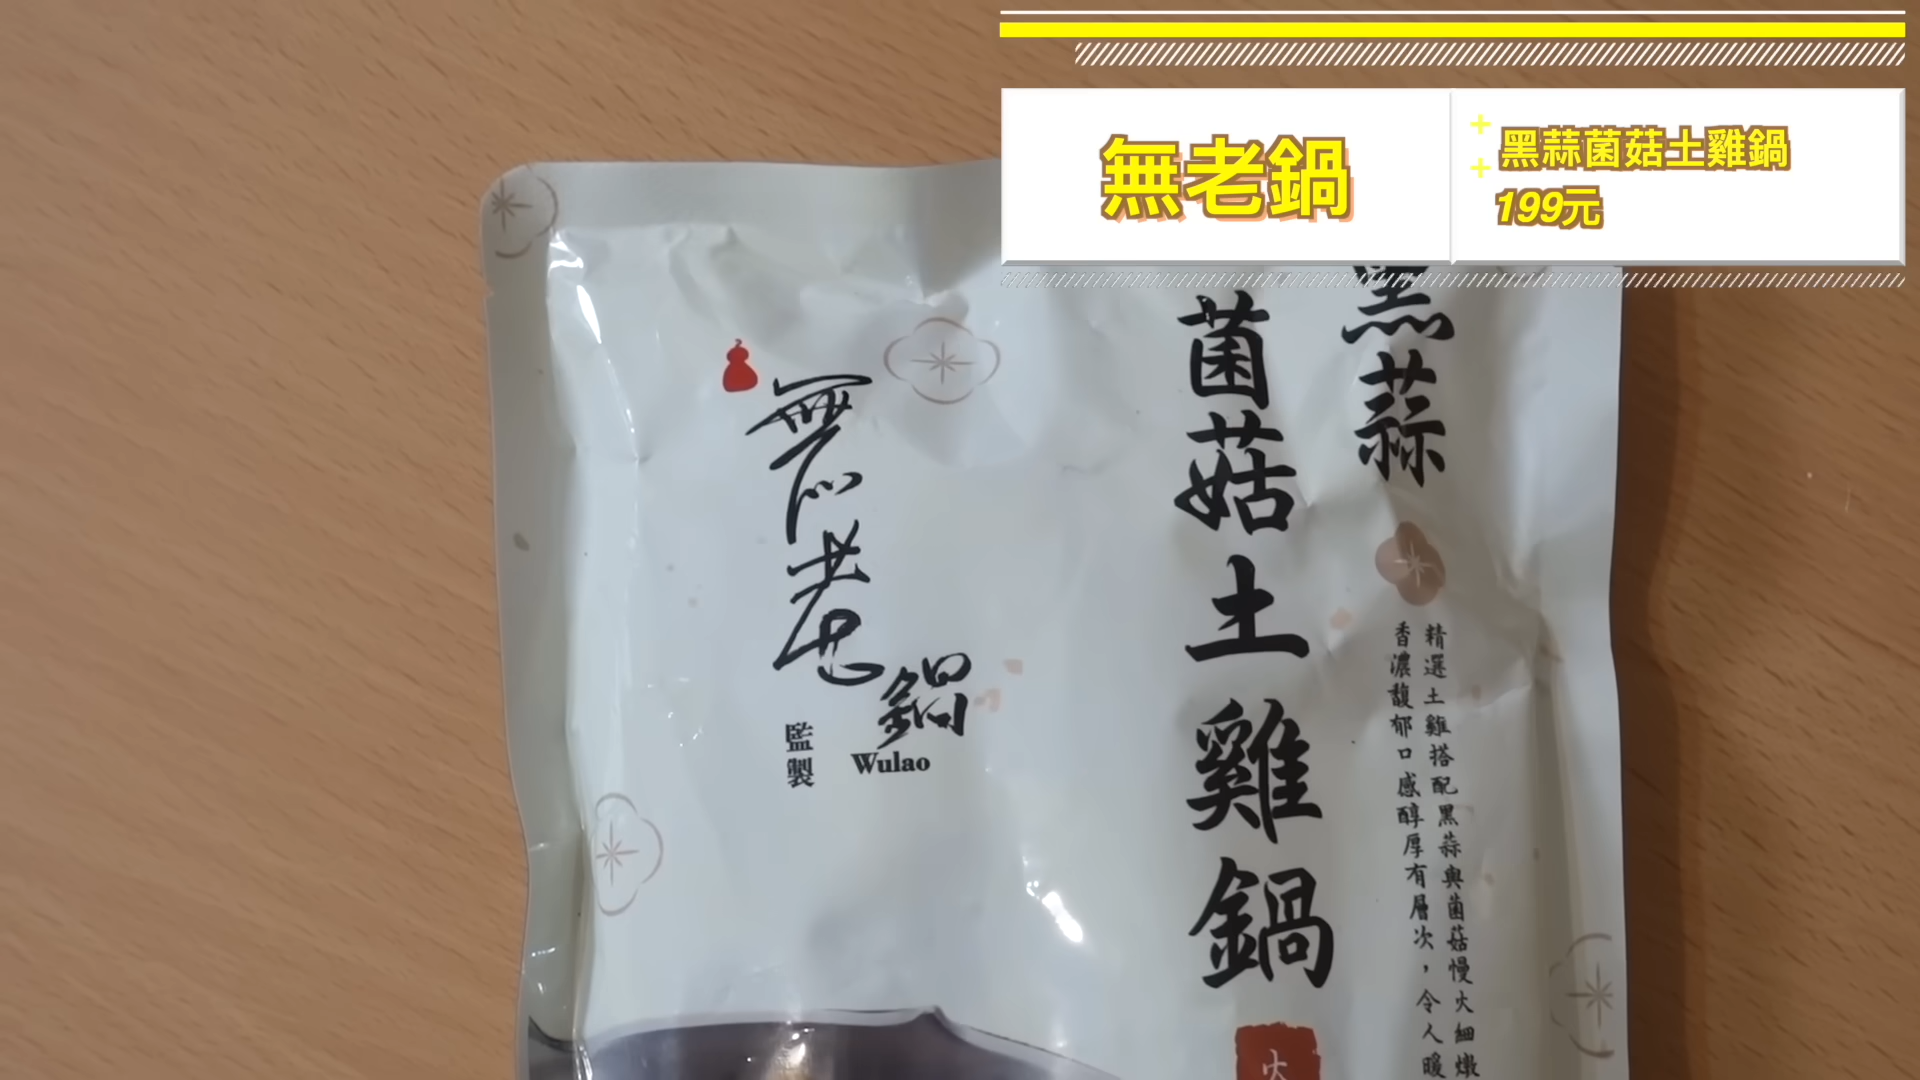 無老鍋
黑蒜菌菇土雞鍋
199元
黑蒜
菌菇土雞鍋
精選土雞搭配黑蒜與菌菇慢火細燉
香濃馥郁口感醇厚有層次，令人暖
無老鍋
Wulao
監製
火